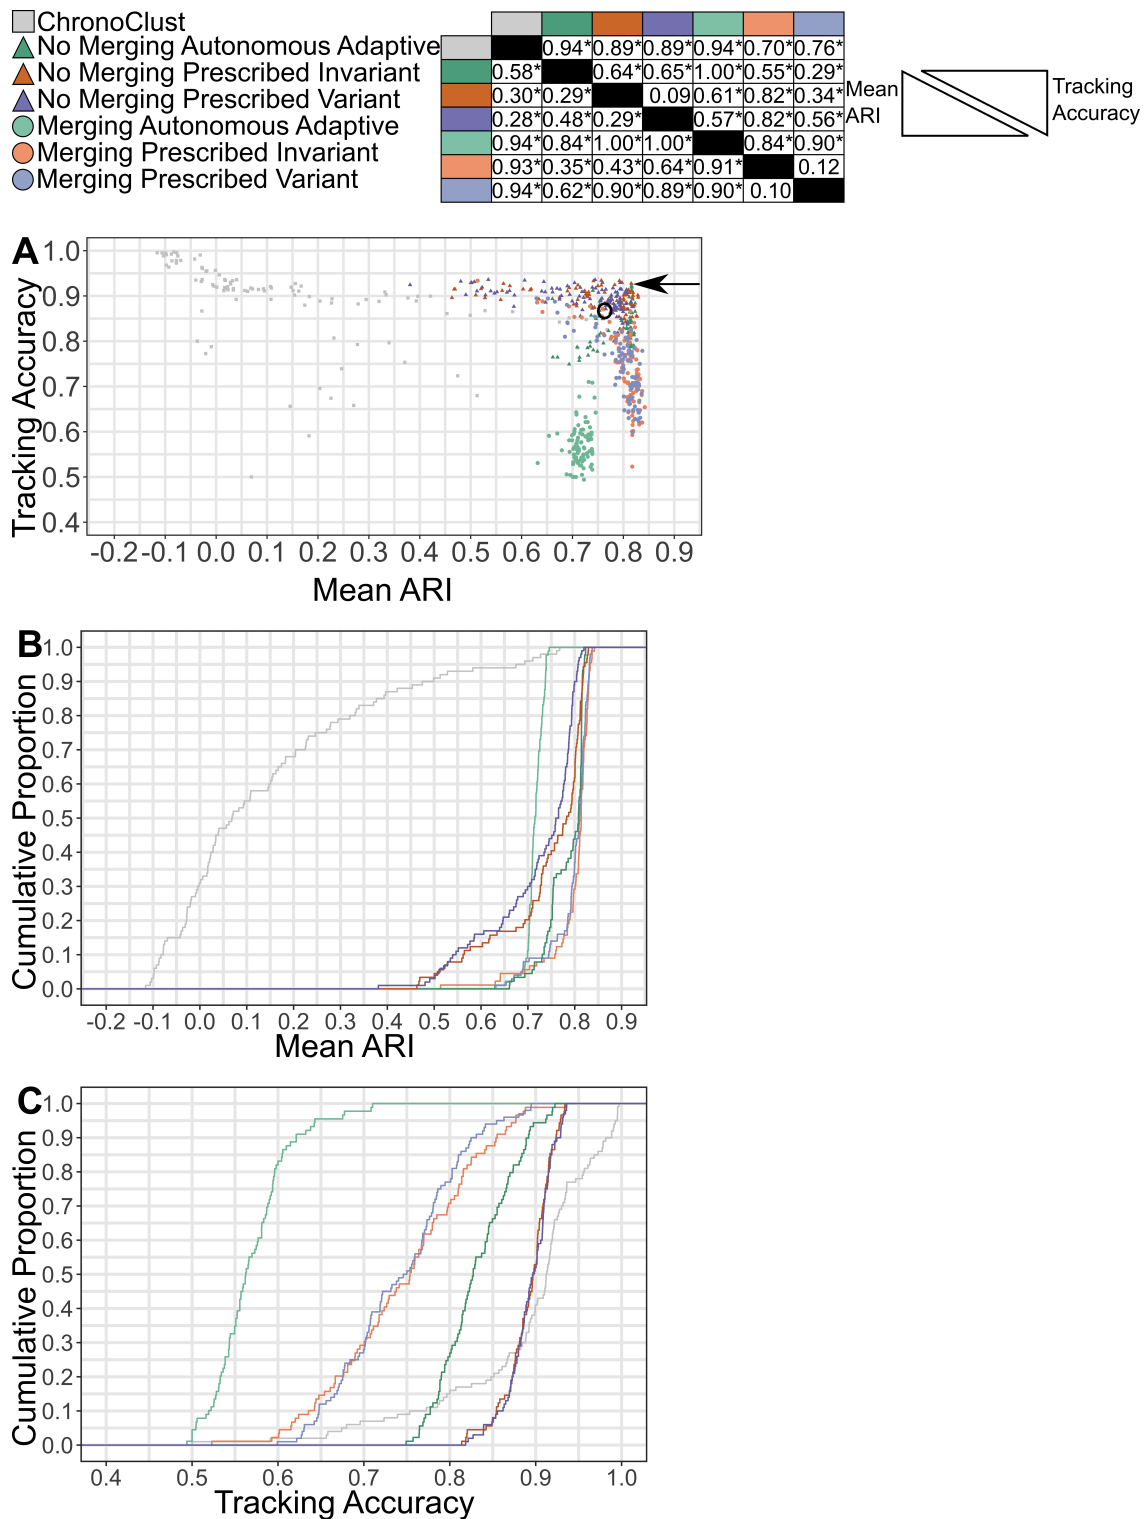 ChronoClust
No Merging Autonomous Adaptive
No Merging Prescribed Invariant
No Merging Prescribed Variant
Merging Autonomous Adaptive
Merging Prescribed Invariant
Merging Prescribed Variant
0.94* 0.89* 0.89* 0.94* 0.70* 0.76*
0.58* 0.64* 0.65* 1.00* 0.55* 0.29*
0.30* 0.29* 0.09 0.61* 0.82* 0.34*
0.28* 0.48* 0.29* 0.57* 0.82* 0.56*
0.94* 0.84* 1.00* 1.00* 0.84* 0.90*
0.93* 0.35* 0.43* 0.64* 0.91* 0.12
0.94* 0.62* 0.90* 0.89* 0.90* 0.10
Mean
ARI
Tracking
Accuracy
A
Tracking Accuracy
1.0
0.9
0.8
0.7
0.6
0.5
0.4
-0.2 -0.1 0.0 0.1 0.2 0.3 0.4 0.5 0.6 0.7 0.8 0.9
Mean ARI
B
Cumulative Proportion
1.0
0.9
0.8
0.7
0.6
0.5
0.4
0.3
0.2
0.1
0.0
-0.2 -0.1 0.0 0.1 0.2 0.3 0.4 0.5 0.6 0.7 0.8 0.9
Mean ARI
C
Cumulative Proportion
1.0
0.9
0.8
0.7
0.6
0.5
0.4
0.3
0.2
0.1
0.0
0.4 0.5 0.6 0.7 0.8 0.9 1.0
Tracking Accuracy